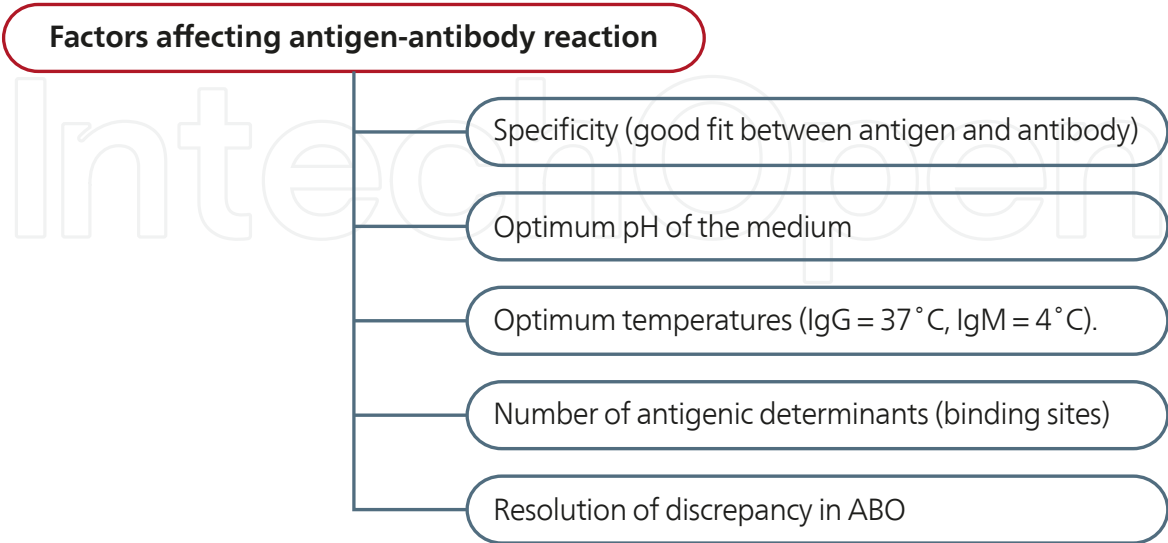 Factors affecting antigen-antibody reaction
IntechOpen
Specificity (good fit between antigen and antibody)
Optimum pH of the medium
Optimum temperatures (IgG = 37˚C, IgM = 4˚C).
Number of antigenic determinants (binding sites)
Resolution of discrepancy in ABO